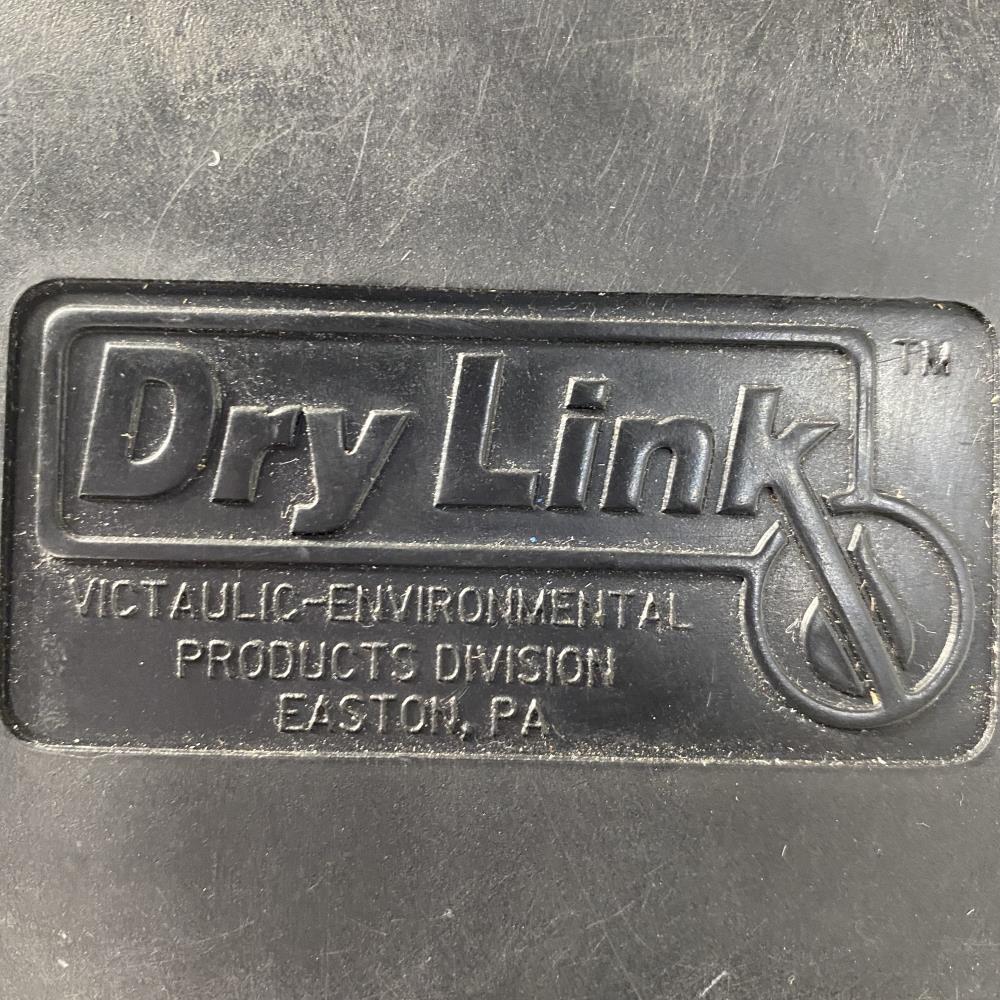 Dry Link TM
VICTAULIC-ENVIRONMENTAL
PRODUCTS DIVISION
EASTON, PA